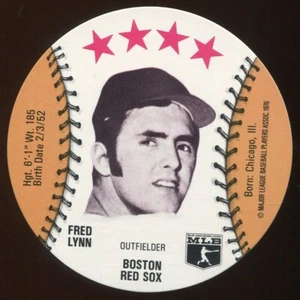 Hgt. 6'-1" Wt. 185
Birth Date 2/3/52
FRED
LYNN
OUTFIELDER
BOSTON
RED SOX
MLB
Born: Chicago, Ill.
© MAJOR LEAGUE BASEBALL PLAYERS ASSOC. 1976